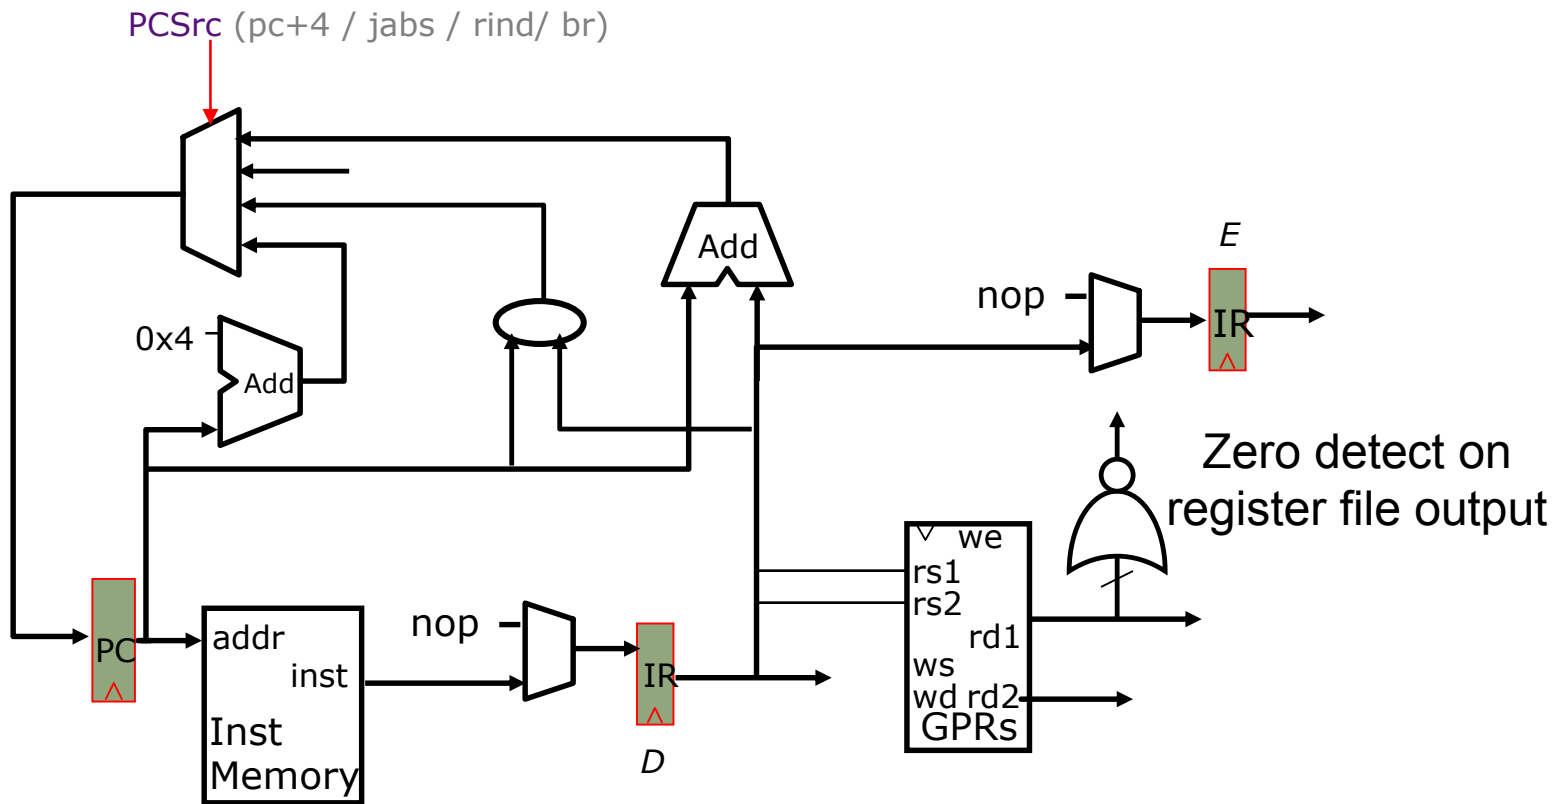 PCSrc (pc+4 / jabs / rind/ br)
Add
E
nop
IR
0x4
Add
Zero detect on
register file output
we
rs1
rs2
rd1
ws
wd rd2
GPRs
nop
PC
addr
inst
Inst
Memory
IR
D